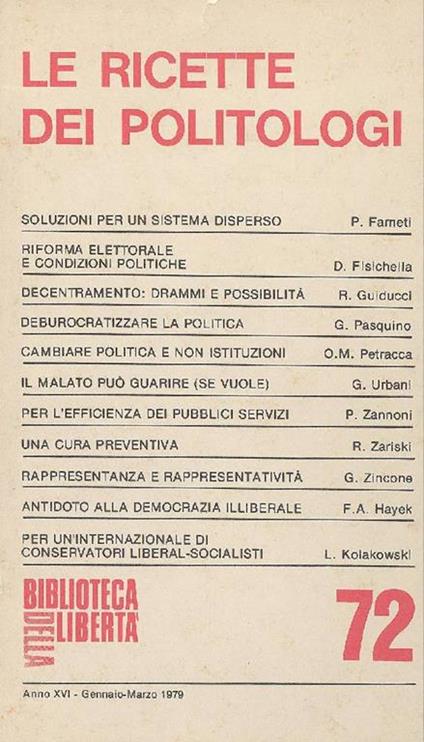 LE RICETTE
DEI POLITOLOGI
SOLUZIONI PER UN SISTEMA DISPERSO P. Farneti
RIFORMA ELETTORALE
E CONDIZIONI POLITICHE D. Fisichella
DECENTRAMENTO: DRAMMI E POSSIBILITÀ R. Guiducci
DEBUROCRATIZZARE LA POLITICA G. Pasquino
CAMBIARE POLITICA E NON ISTITUZIONI O.M. Petracca
IL MALATO PUÒ GUARIRE (SE VUOLE) G. Urbani
PER L'EFFICIENZA DEI PUBBLICI SERVIZI P. Zannoni
UNA CURA PREVENTIVA R. Zariski
RAPPRESENTANZA E RAPPRESENTATIVITÀ G. Zincone
ANTIDOTO ALLA DEMOCRAZIA ILLIBERALE F.A. Hayek
PER UN'INTERNAZIONALE DI
CONSERVATORI LIBERAL-SOCIALISTI L. Kolakowski
BIBLIOTECA
DELLA
LIBERTÀ
72
Anno XVI - Gennaio-Marzo 1979